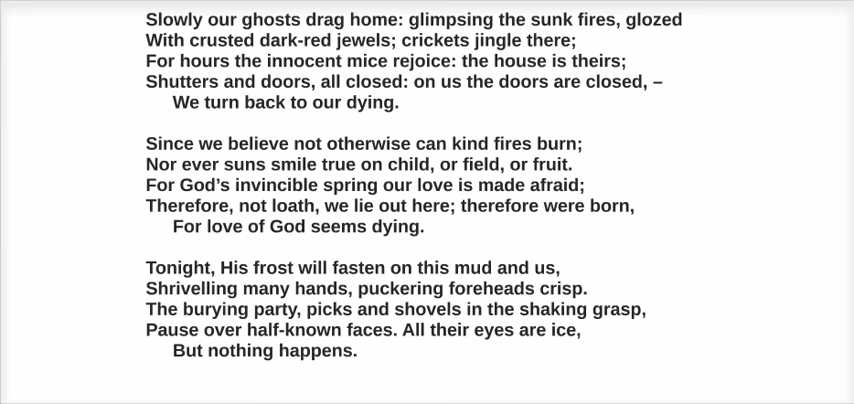 Slowly our ghosts drag home: glimpsing the sunk fires, glozed
With crusted dark-red jewels; crickets jingle there;
For hours the innocent mice rejoice: the house is theirs;
Shutters and doors, all closed: on us the doors are closed, –
We turn back to our dying.
Since we believe not otherwise can kind fires burn;
Nor ever suns smile true on child, or field, or fruit.
For God’s invincible spring our love is made afraid;
Therefore, not loath, we lie out here; therefore were born,
For love of God seems dying.
Tonight, His frost will fasten on this mud and us,
Shrivelling many hands, puckering foreheads crisp.
The burying party, picks and shovels in the shaking grasp,
Pause over half-known faces. All their eyes are ice,
But nothing happens.